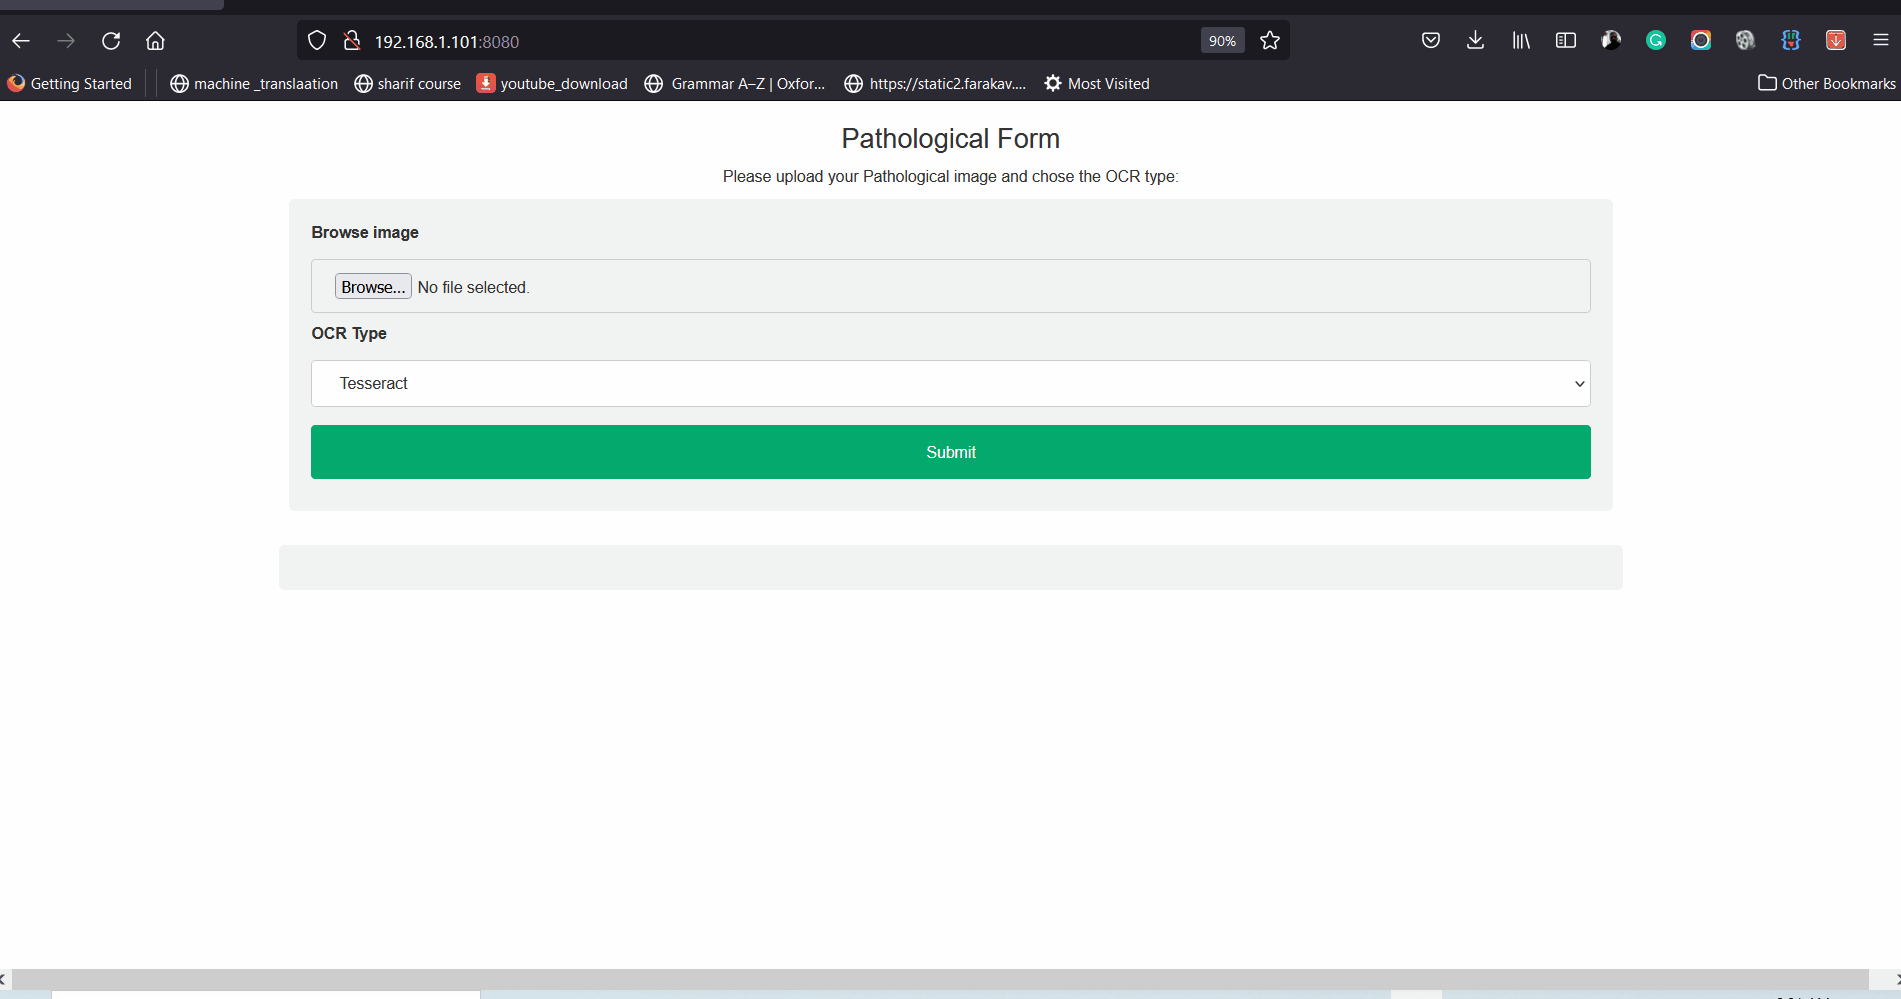 192.168.1.101:8080
90%
Getting Started
machine _translaation
sharif course
youtube_download
Grammar A–Z | Oxfor...
https://static2.farakav....
Most Visited
Other Bookmarks
Pathological Form
Please upload your Pathological image and chose the OCR type:
Browse image
Browse... No file selected.
OCR Type
Tesseract
Submit